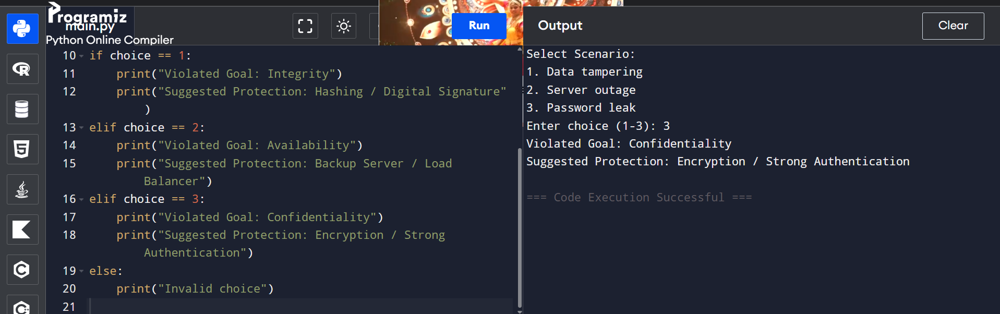 Programiz
main.py
Python Online Compiler
Run
10 if choice == 1:
11 print("Violated Goal: Integrity")
12 print("Suggested Protection: Hashing / Digital Signature"
)
13 elif choice == 2:
14 print("Violated Goal: Availability")
15 print("Suggested Protection: Backup Server / Load
Balancer")
16 elif choice == 3:
17 print("Violated Goal: Confidentiality")
18 print("Suggested Protection: Encryption / Strong
Authentication")
19 else:
20 print("Invalid choice")
21
Output
Clear
Select Scenario:
1. Data tampering
2. Server outage
3. Password leak
Enter choice (1-3): 3
Violated Goal: Confidentiality
Suggested Protection: Encryption / Strong Authentication
=== Code Execution Successful ===